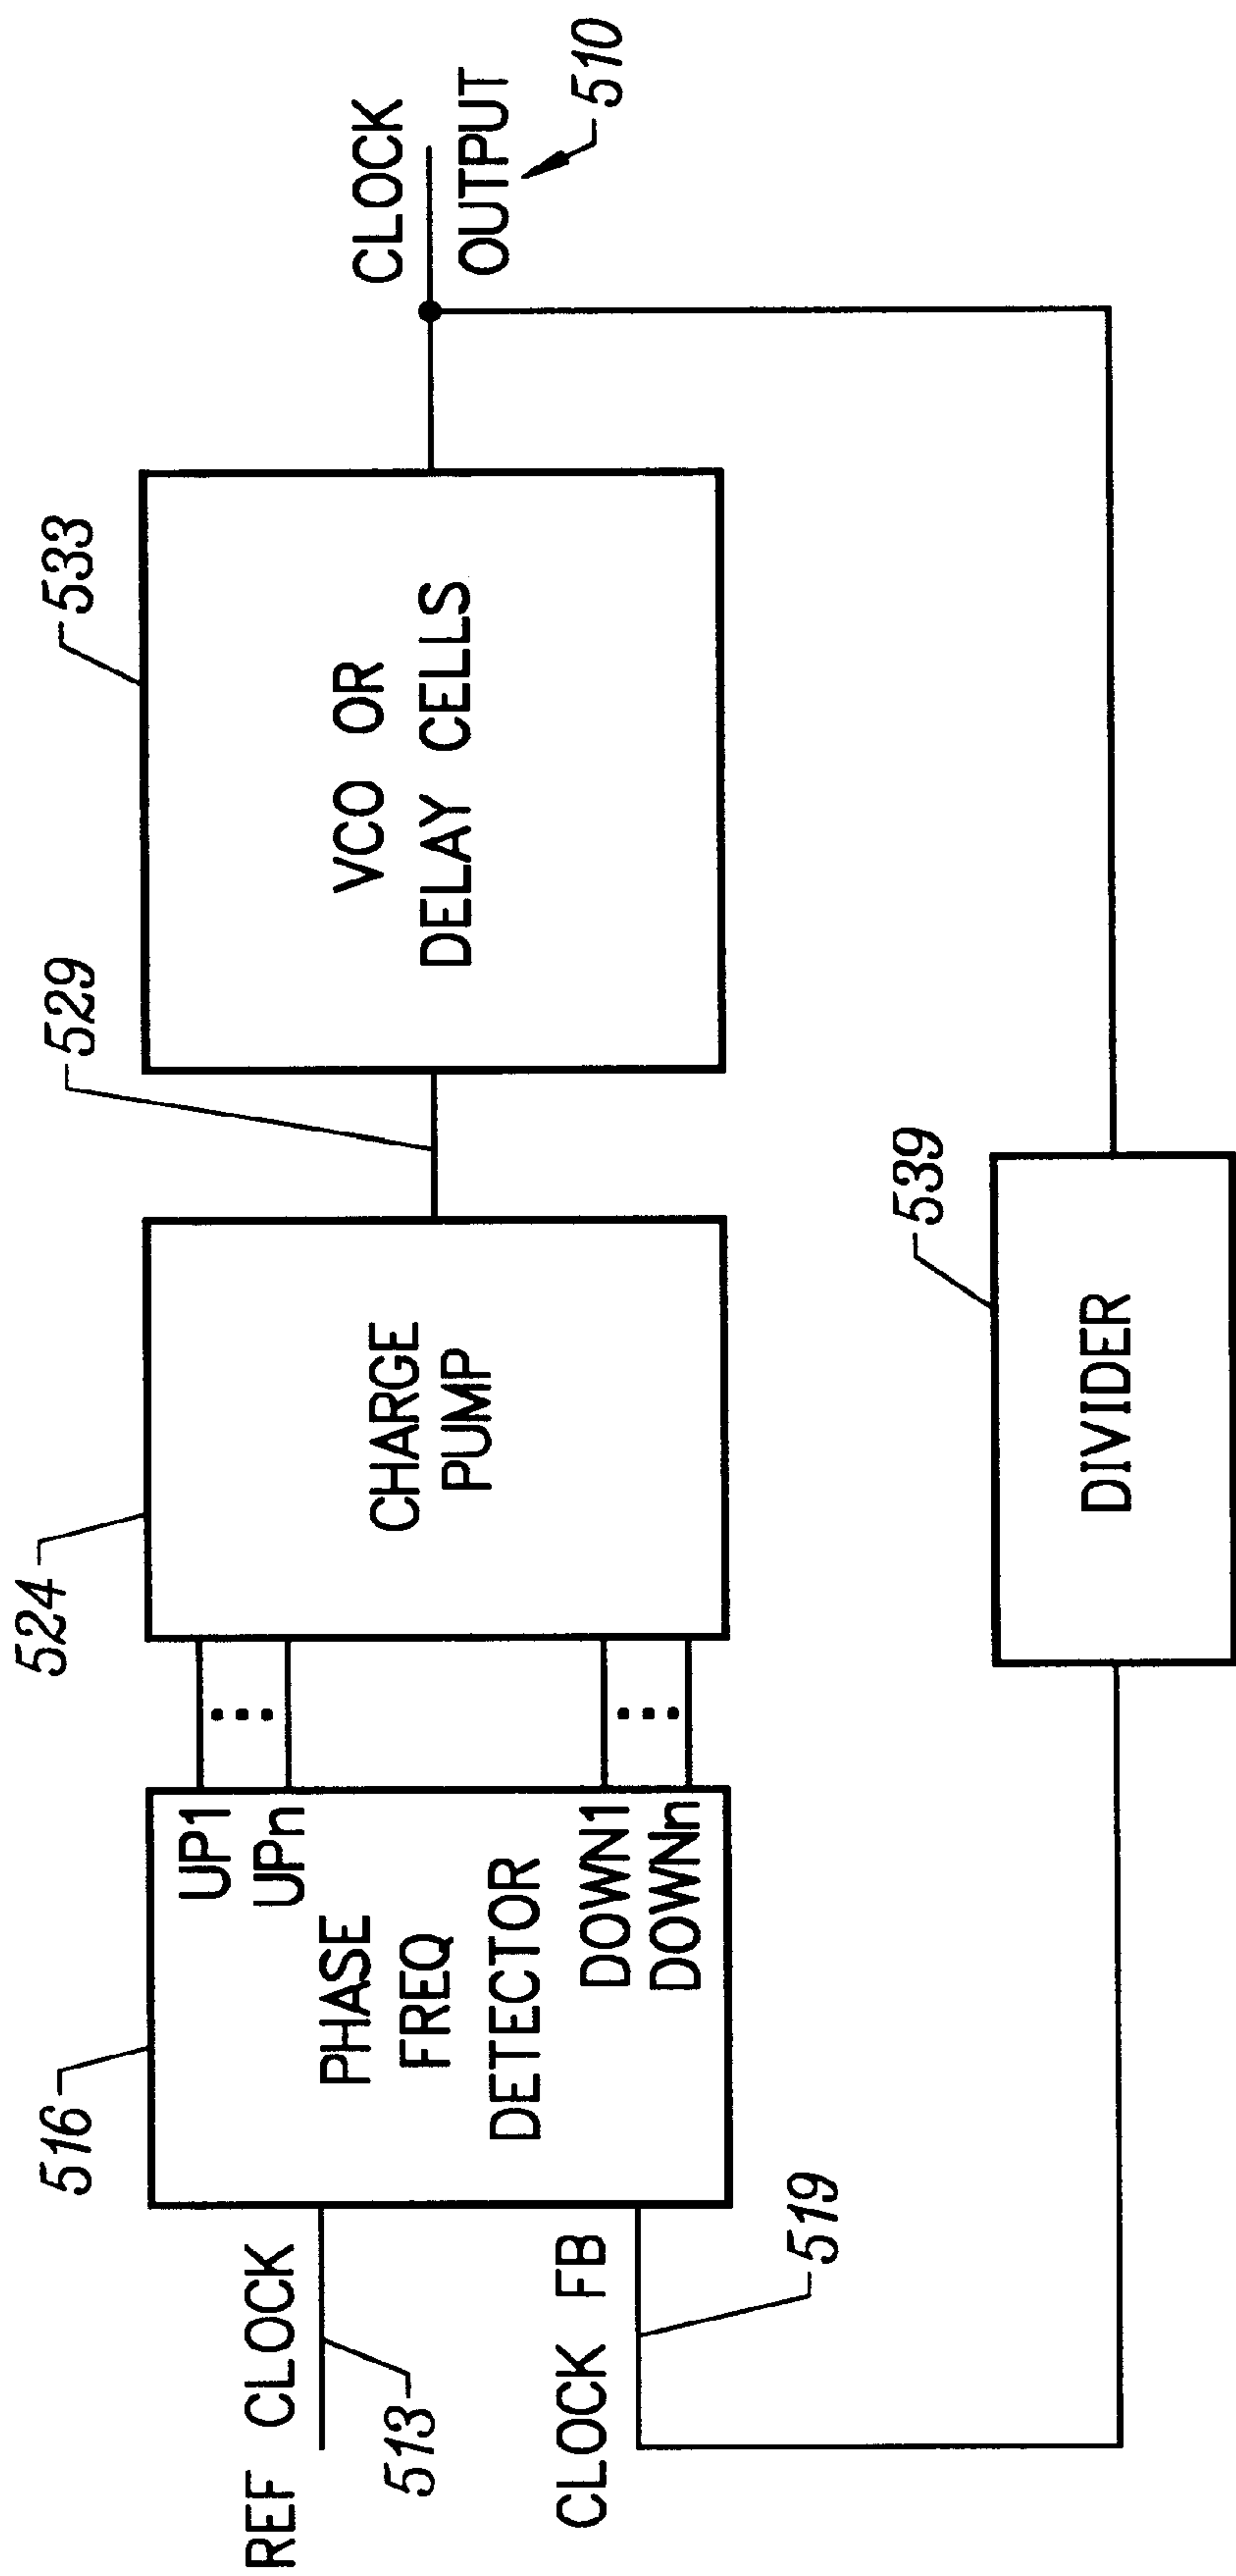 REF CLOCK
513
CLOCK FB
519
516
UP1
UPn
PHASE
FREQ
DETECTOR
DOWN1
DOWNn
524
CHARGE
PUMP
529
533
VCO OR
DELAY CELLS
CLOCK
OUTPUT
510
539
DIVIDER